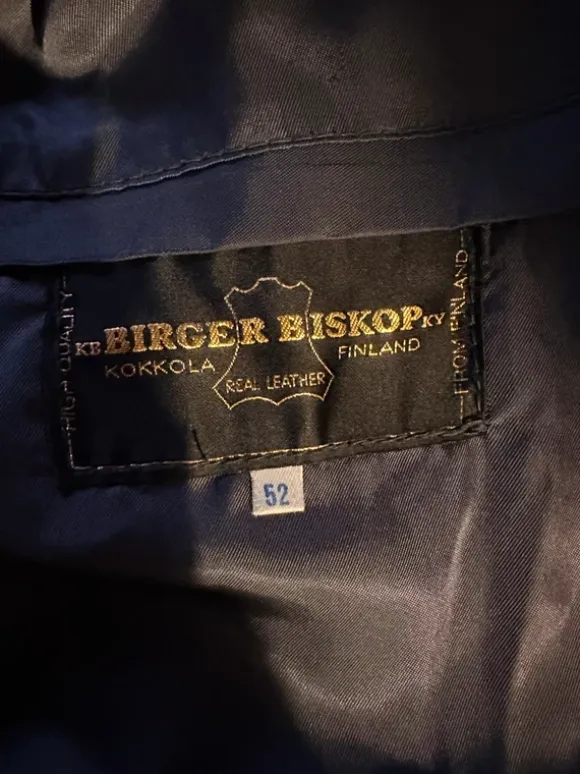 KB BIRGER BISKOP KY
KOKKOLA FINLAND
REAL LEATHER
HIGH QUALITY
FROM FINLAND
52